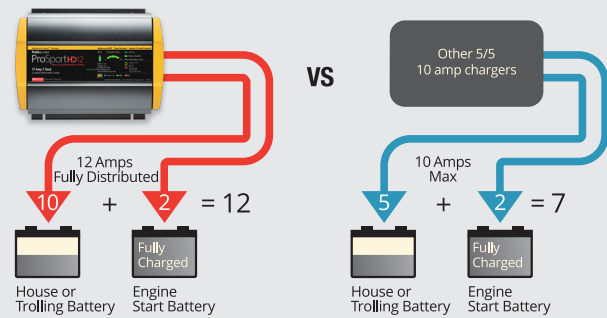 ProSport HD 12
VS
Other 5/5
10 amp chargers
12 Amps
Fully Distributed
10 + 2 = 12
Fully
Charged
House or
Trolling Battery
Engine
Start Battery
10 Amps
Max
5 + 2 = 7
Fully
Charged
House or
Trolling Battery
Engine
Start Battery